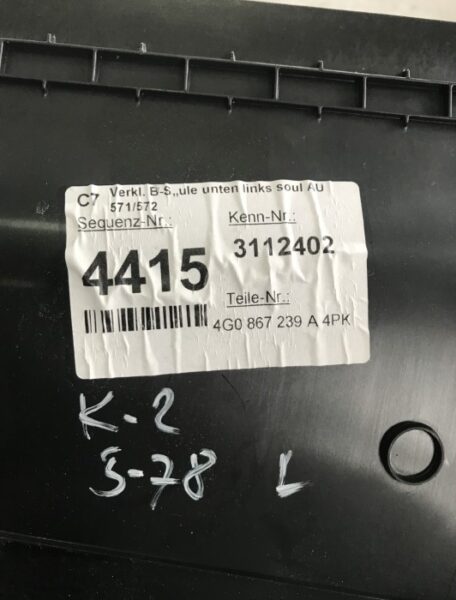 C7 Verkl. B-S„ule unten links soul AU
571/572
Sequenz-Nr.:
Kenn-Nr.:
4415
3112402
Teile-Nr.:
4G0 867 239 A 4PK
K-2
S-78 L